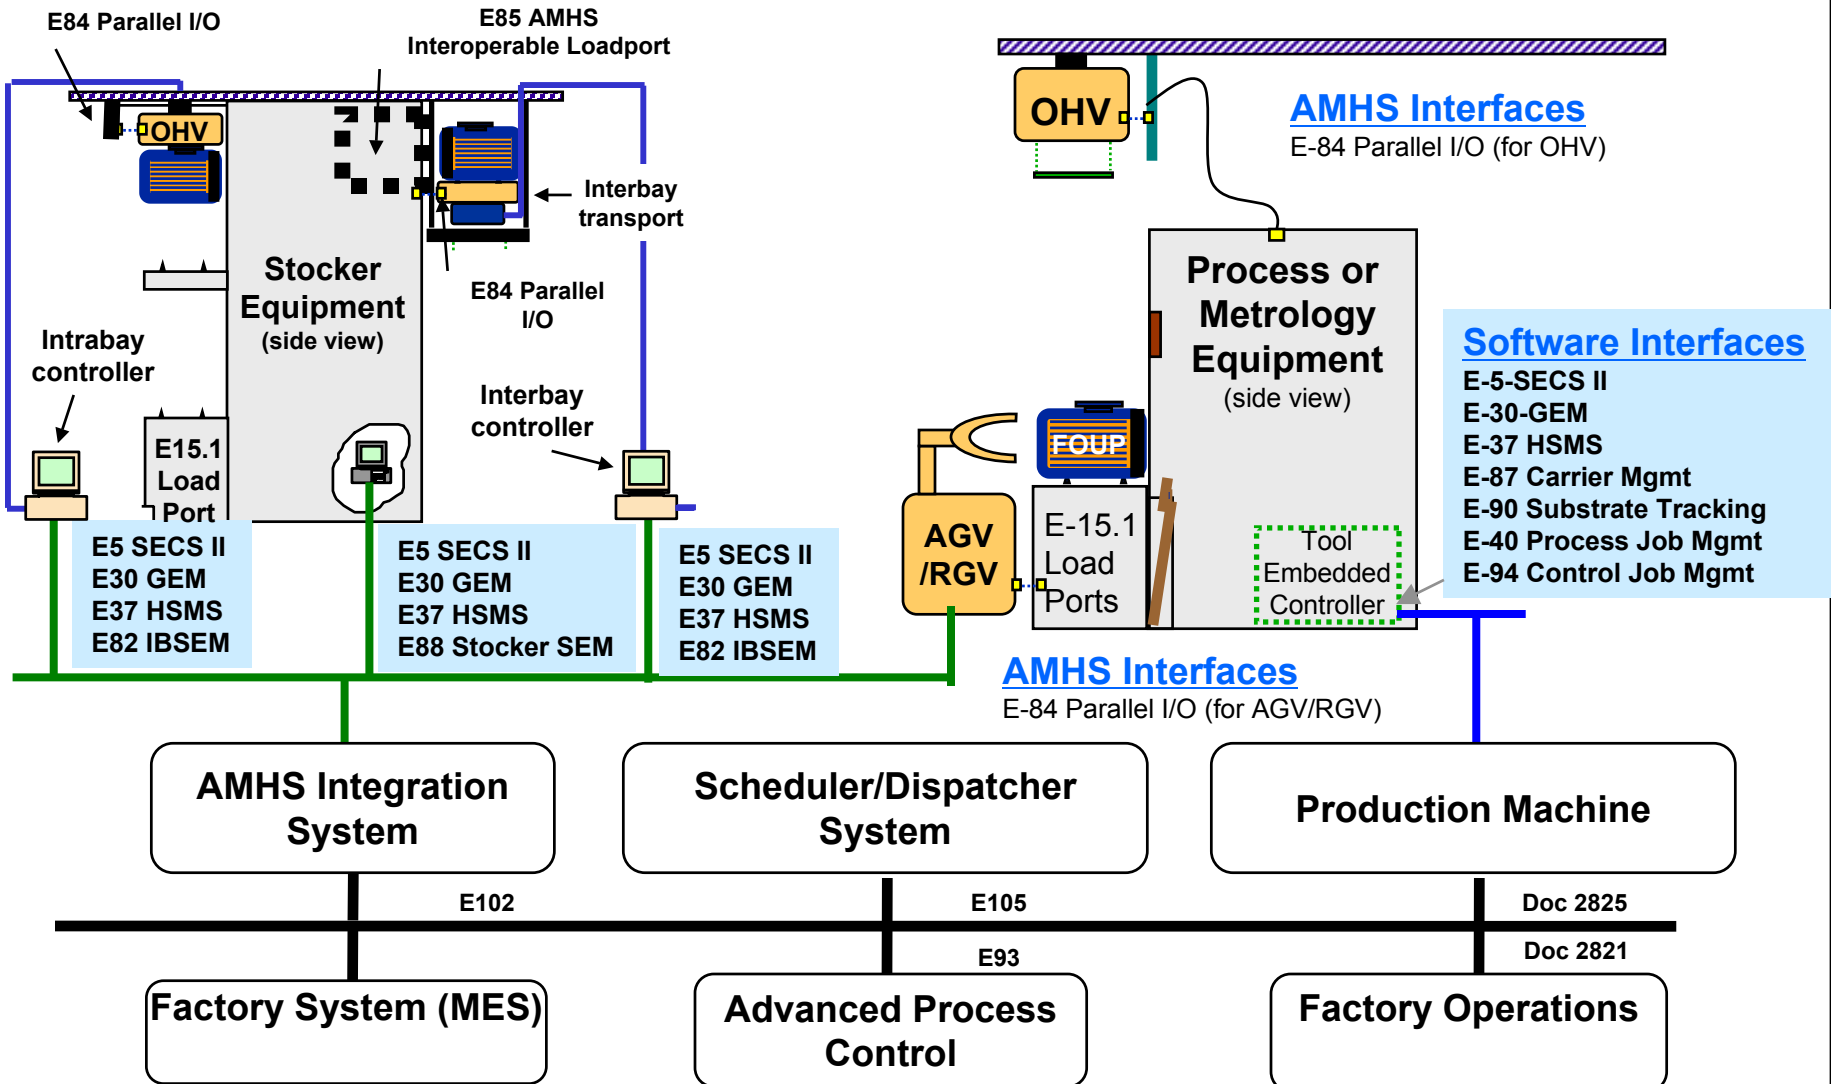 E84 Parallel I/O
E85 AMHS
Interoperable Loadport
OHV
Interbay
transport
Stocker
Equipment
(side view)
E84 Parallel
I/O
Intrabay
controller
Interbay
controller
E15.1
Load
Port
E5 SECS II
E30 GEM
E37 HSMS
E82 IBSEM
E5 SECS II
E30 GEM
E37 HSMS
E88 Stocker SEM
E5 SECS II
E30 GEM
E37 HSMS
E82 IBSEM
OHV
AMHS Interfaces
E-84 Parallel I/O (for OHV)
Process or
Metrology
Equipment
(side view)
Software Interfaces
E-5-SECS II
E-30-GEM
E-37 HSMS
E-87 Carrier Mgmt
E-90 Substrate Tracking
E-40 Process Job Mgmt
E-94 Control Job Mgmt
FOUP
AGV
/RGV
E-15.1
Load
Ports
Tool
Embedded
Controller
AMHS Interfaces
E-84 Parallel I/O (for AGV/RGV)
AMHS Integration
System
Scheduler/Dispatcher
System
Production Machine
E102
E105
Doc 2825
E93
Doc 2821
Factory System (MES)
Advanced Process
Control
Factory Operations